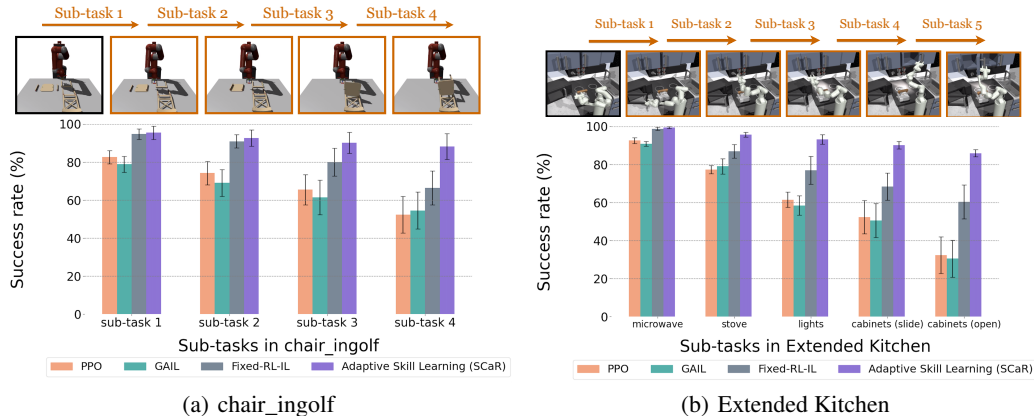 Sub-task 1 Sub-task 2 Sub-task 3 Sub-task 4
100
80
60
40
20
0
Success rate (%)
sub-task 1 sub-task 2 sub-task 3 sub-task 4
Sub-tasks in chair_ingolf
PPO GAIL Fixed-RL-IL Adaptive Skill Learning (SCaR)
(a) chair_ingolf
Sub-task 1 Sub-task 2 Sub-task 3 Sub-task 4 Sub-task 5
100
80
60
40
20
0
Success rate (%)
microwave stove lights cabinets (slide) cabinets (open)
Sub-tasks in Extended Kitchen
PPO GAIL Fixed-RL-IL Adaptive Skill Learning (SCaR)
(b) Extended Kitchen